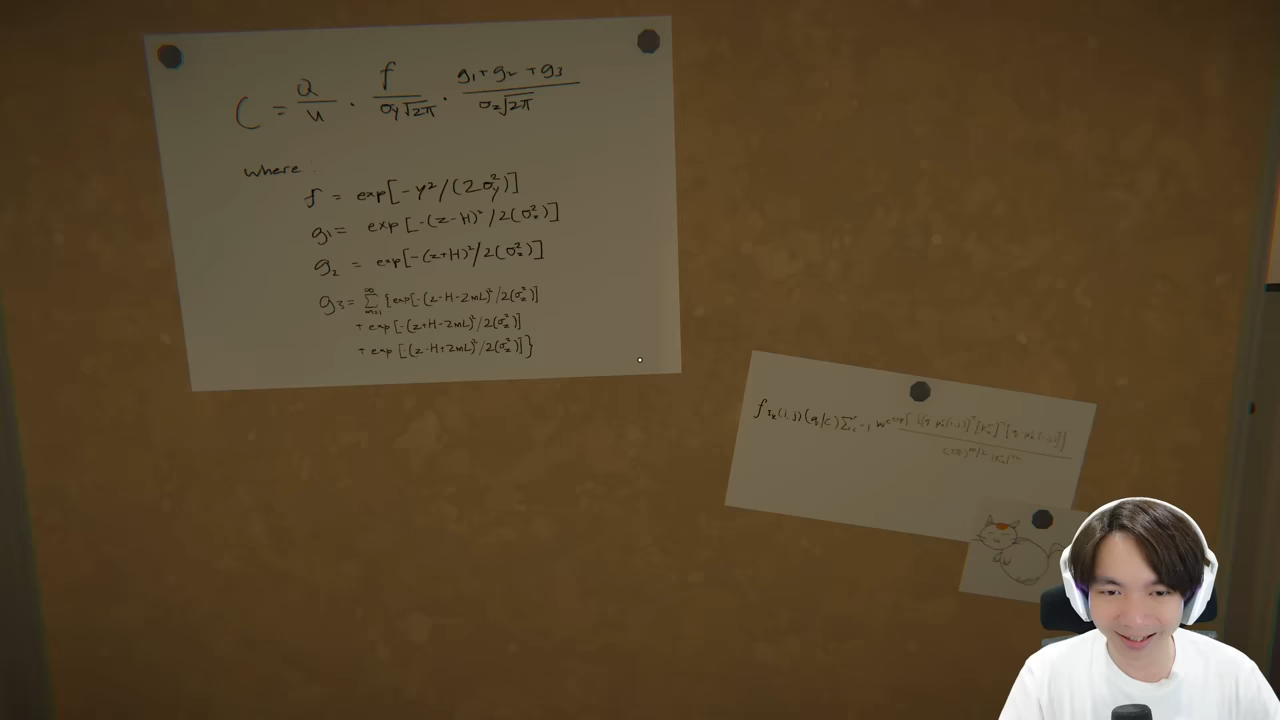 C = Q/u · f/σy√2π · g1+g2+g3/σz√2π
where :
f = exp[-y²/(2σy²)]
g1 = exp[-(z-H)²/2(σz²)]
g2 = exp[-(z+H)²/2(σz²)]
g3 = ∑m=1∞ {exp[-(z-H-2mL)²/2(σz²)]
+ exp[-(z+H-2mL)²/2(σz²)]
+ exp[-(z-H+2mL)²/2(σz²)]}